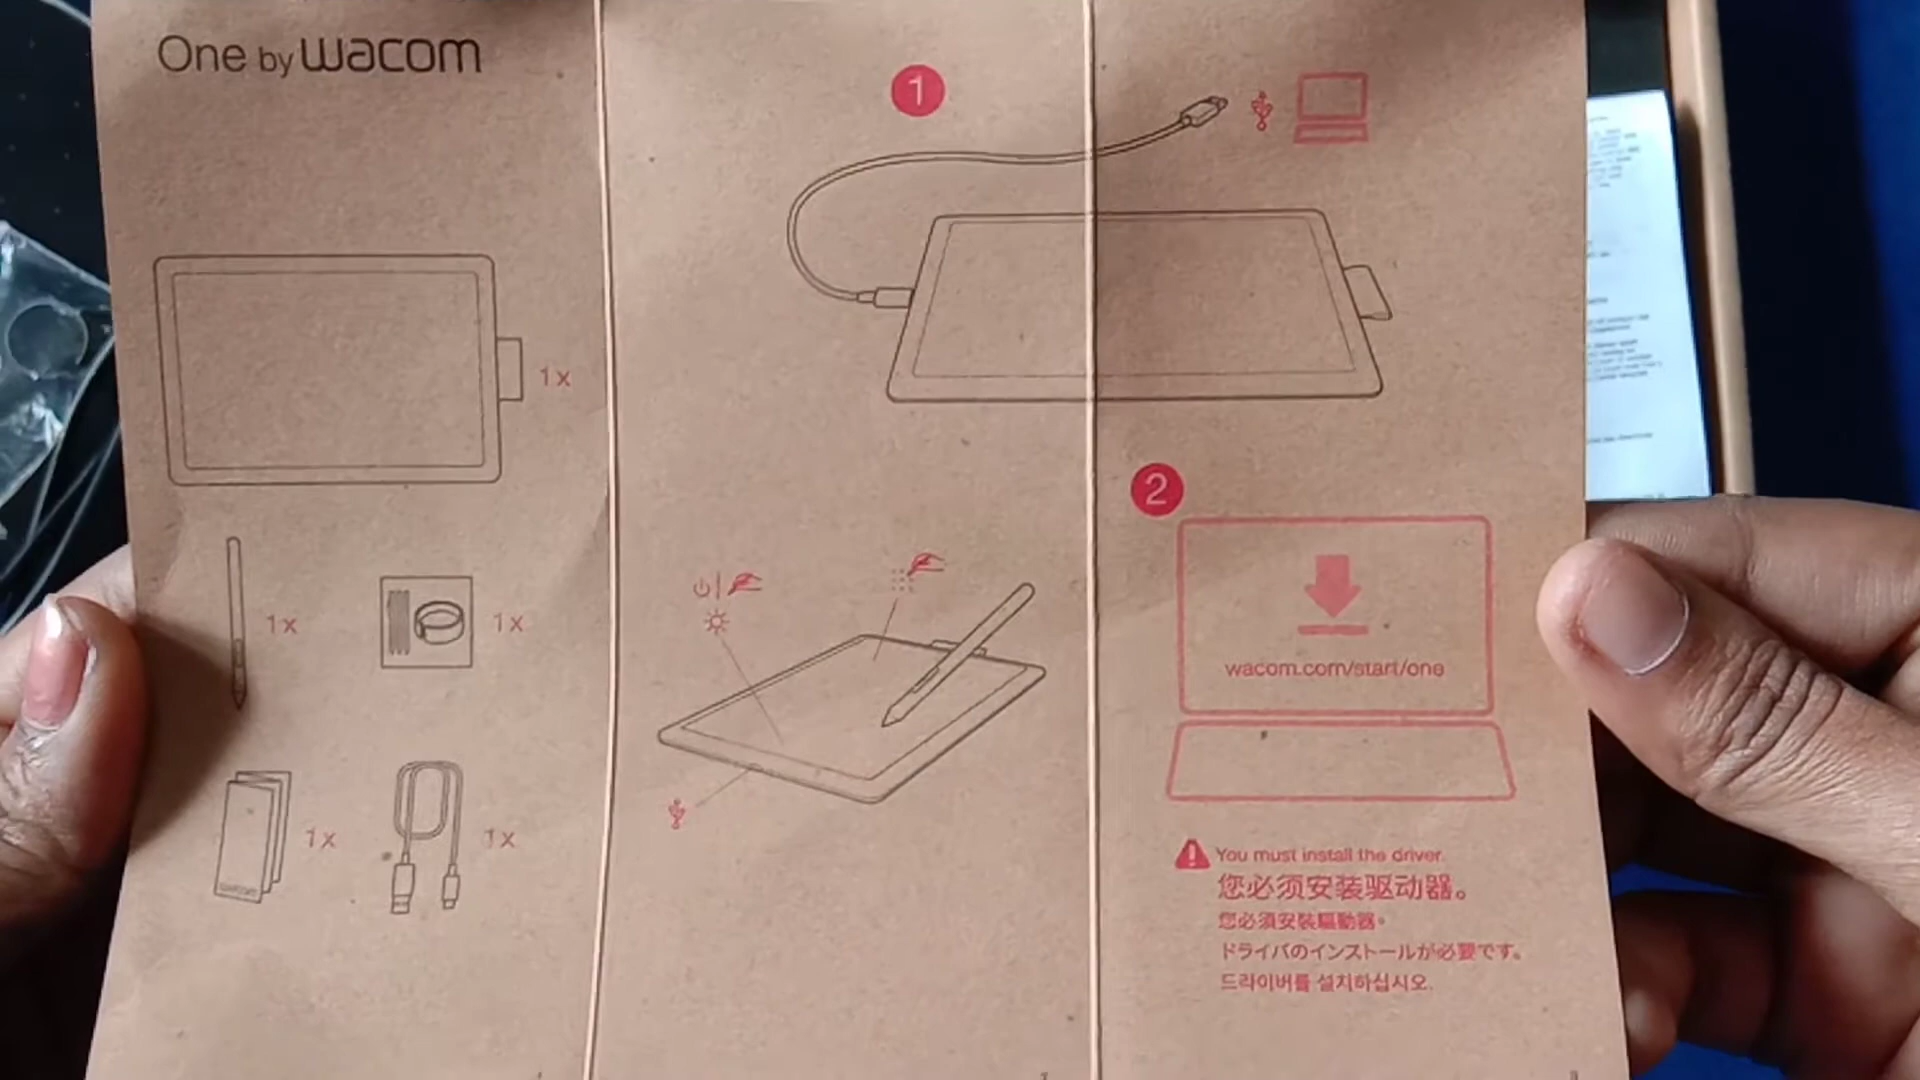 One by wacom
1x
1x
1x
1x
1x
1
2
wacom.com/start/one
You must install the driver.
您必须安装驱动器。
您必須安裝驅動器。
ドライバのインストールが必要です。
드라이버를 설치하십시오.